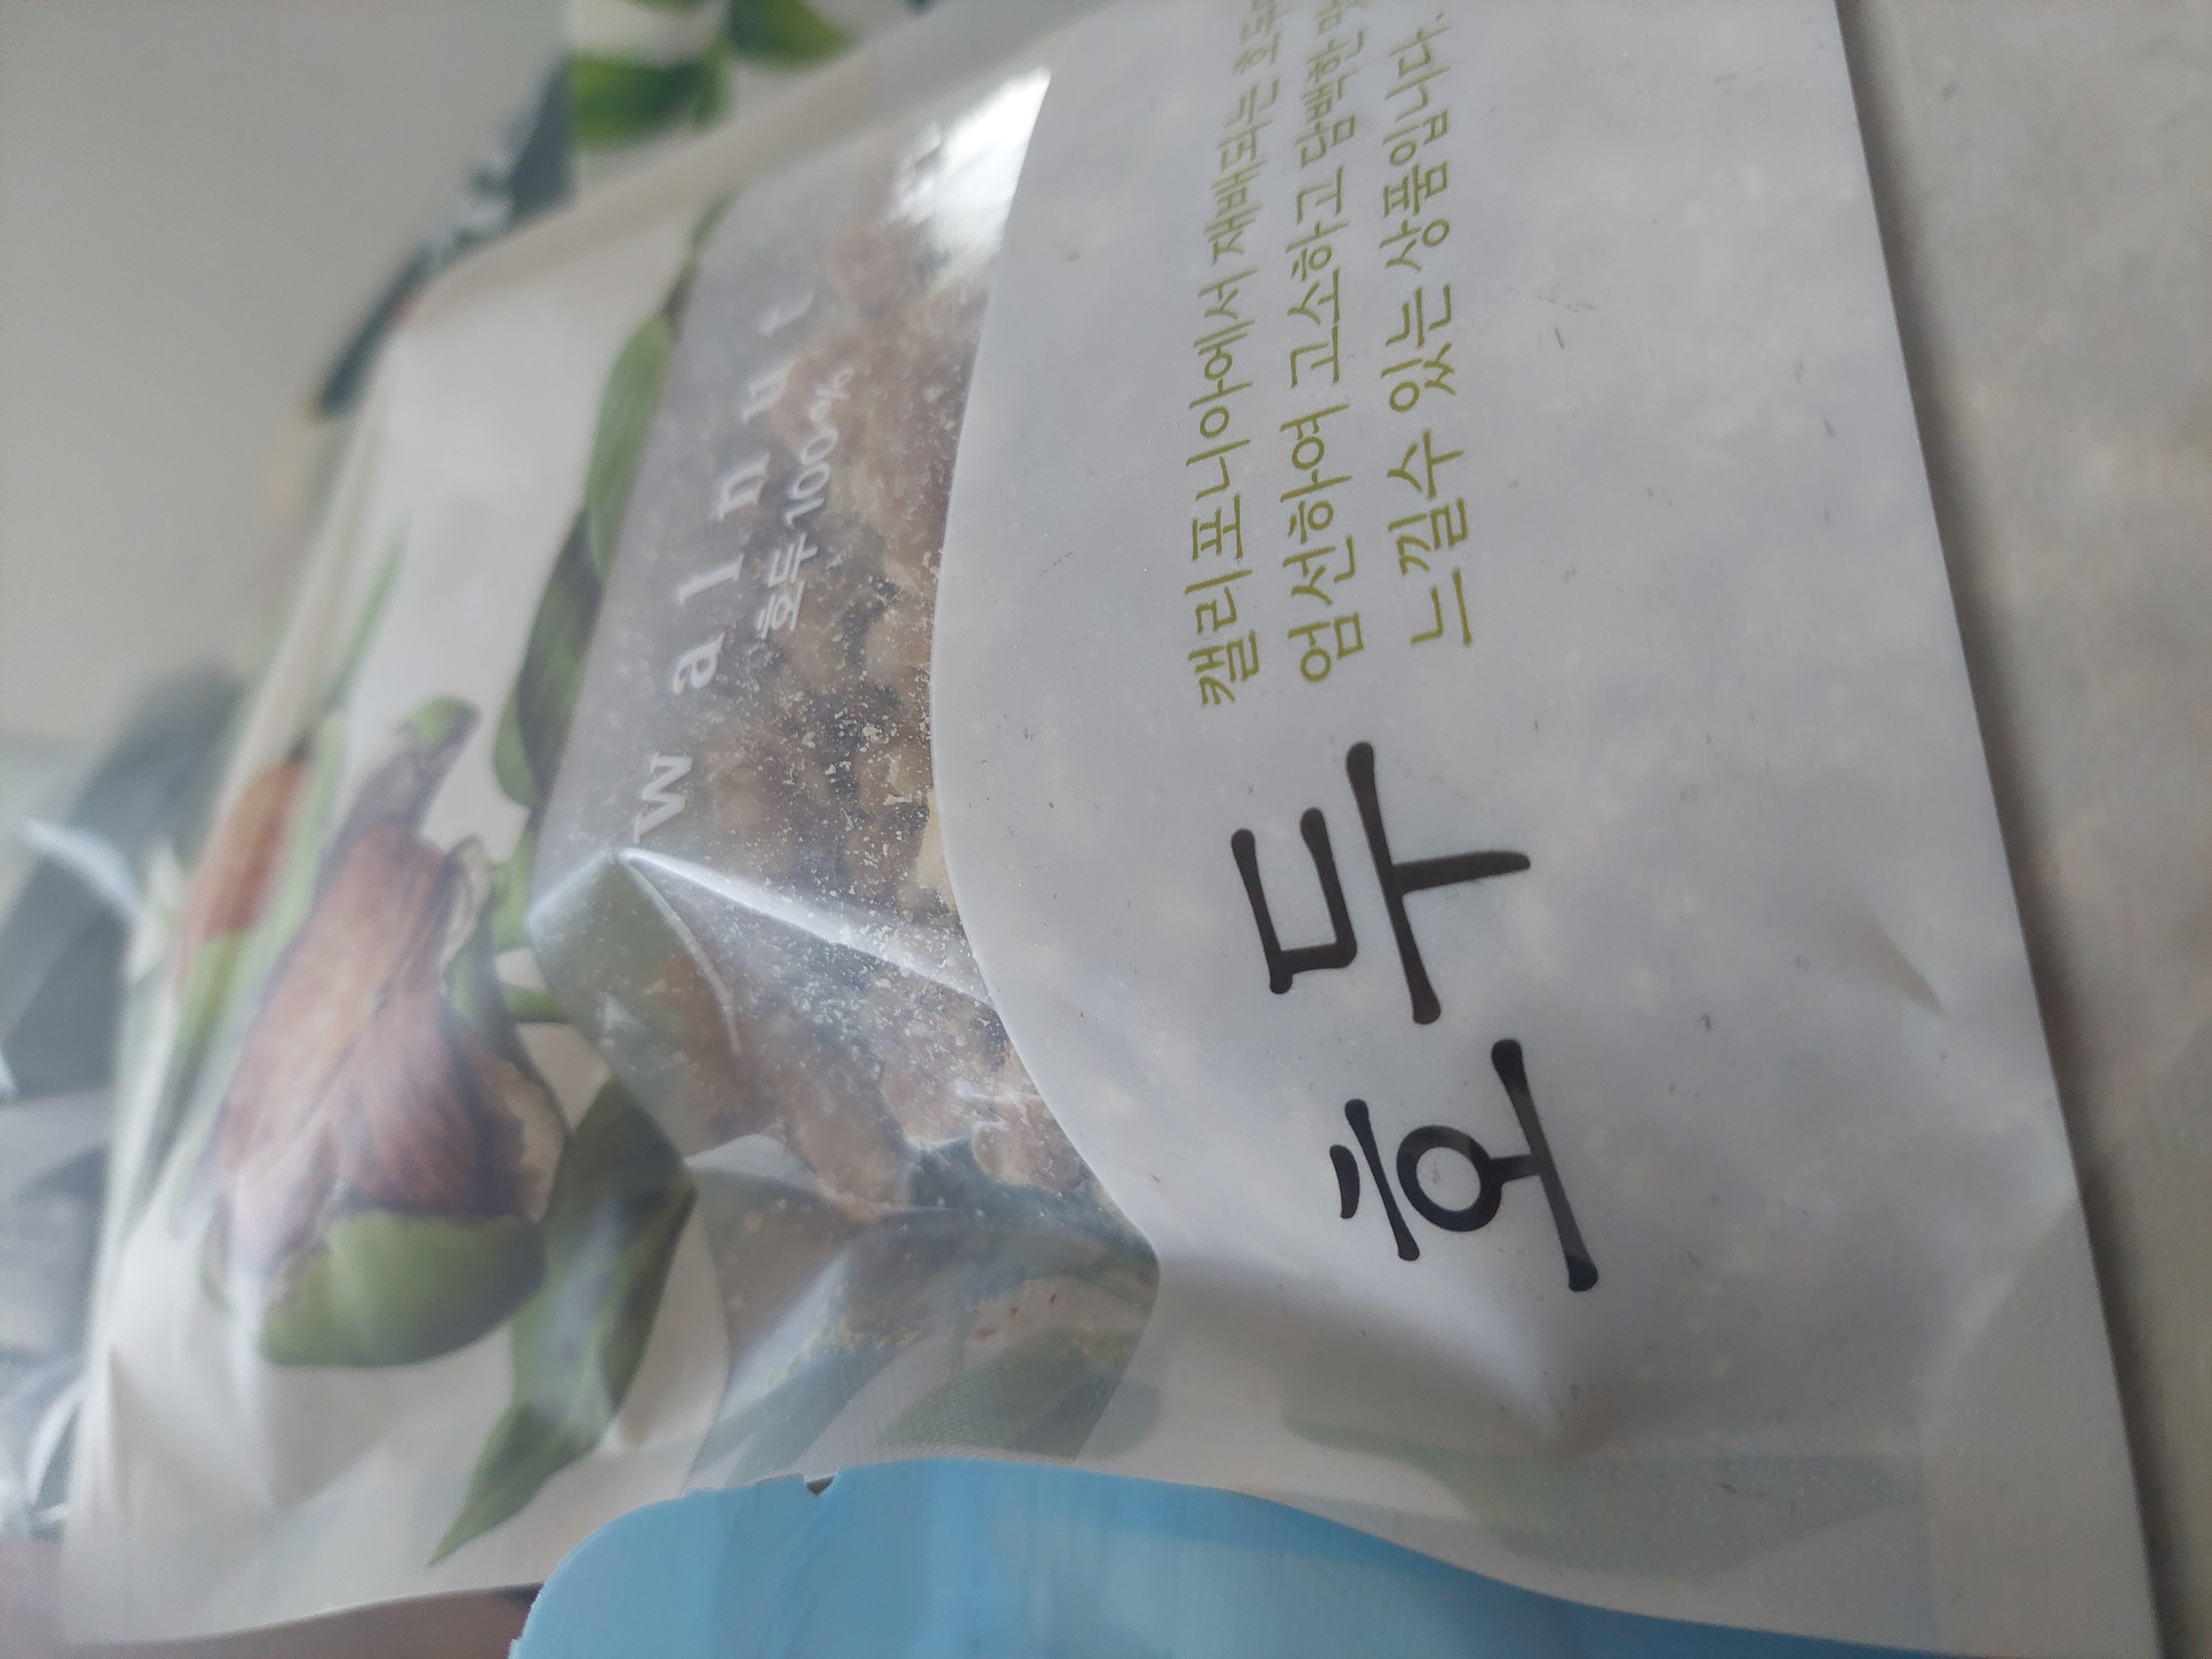 walnut
호두 100%
호두
캘리포니아에서 재배되는
엄선하여 고소하고 담백한
느낄수 있는 상품입니다.